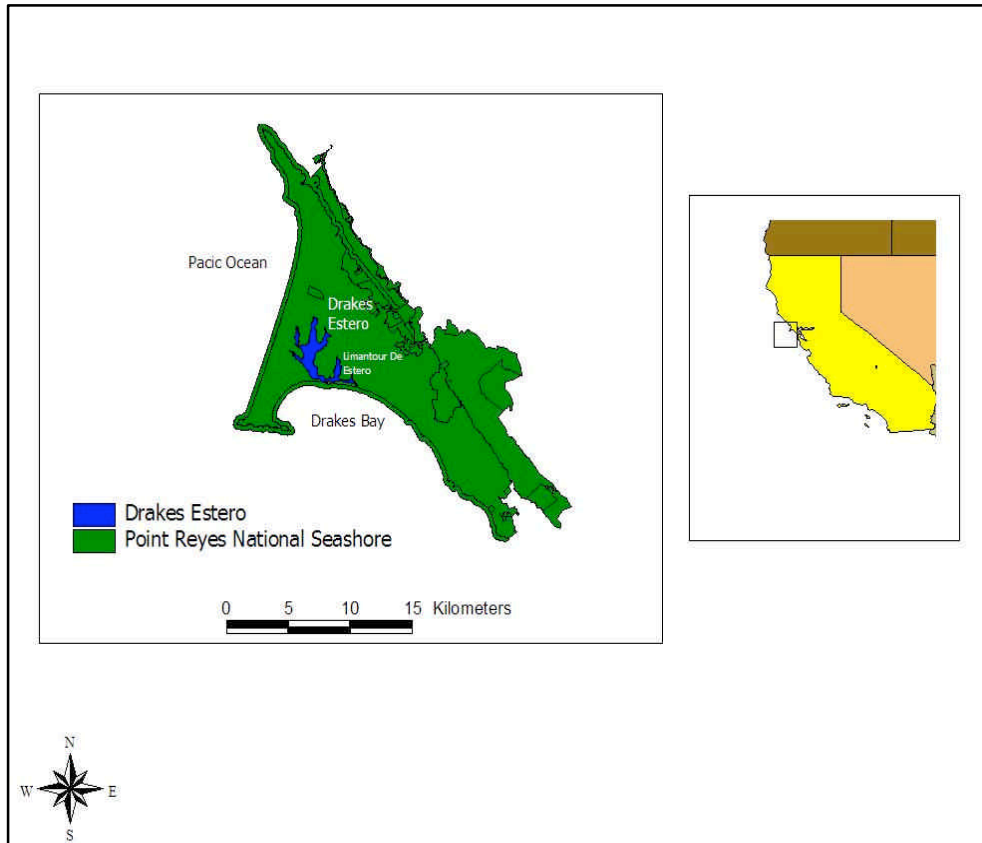 Pacic Ocean
Drakes
Estero
Limantour De
Estero
Drakes Bay
Drakes Estero
Point Reyes National Seashore
0 5 10 15 Kilometers
N
W E
S